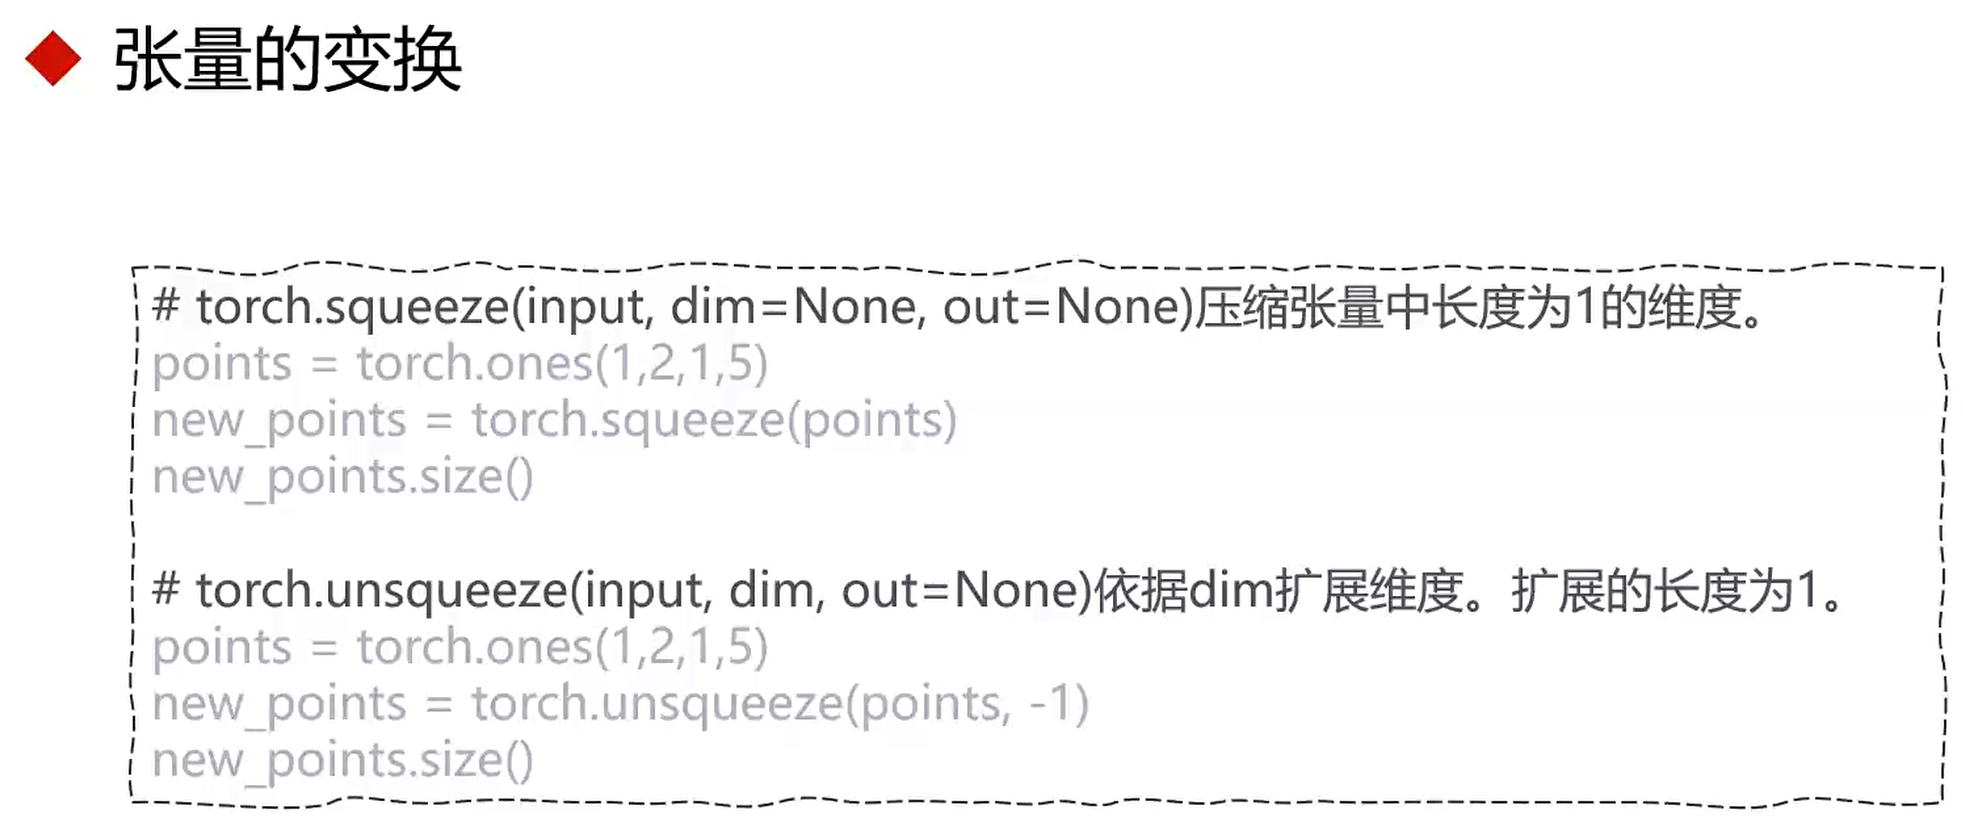 张量的变换
# torch.squeeze(input, dim=None, out=None)压缩张量中长度为1的维度。
points = torch.ones(1,2,1,5)
new_points = torch.squeeze(points)
new_points.size()
# torch.unsqueeze(input, dim, out=None)依据dim扩展维度。扩展的长度为1。
points = torch.ones(1,2,1,5)
new_points = torch.unsqueeze(points, -1)
new_points.size()